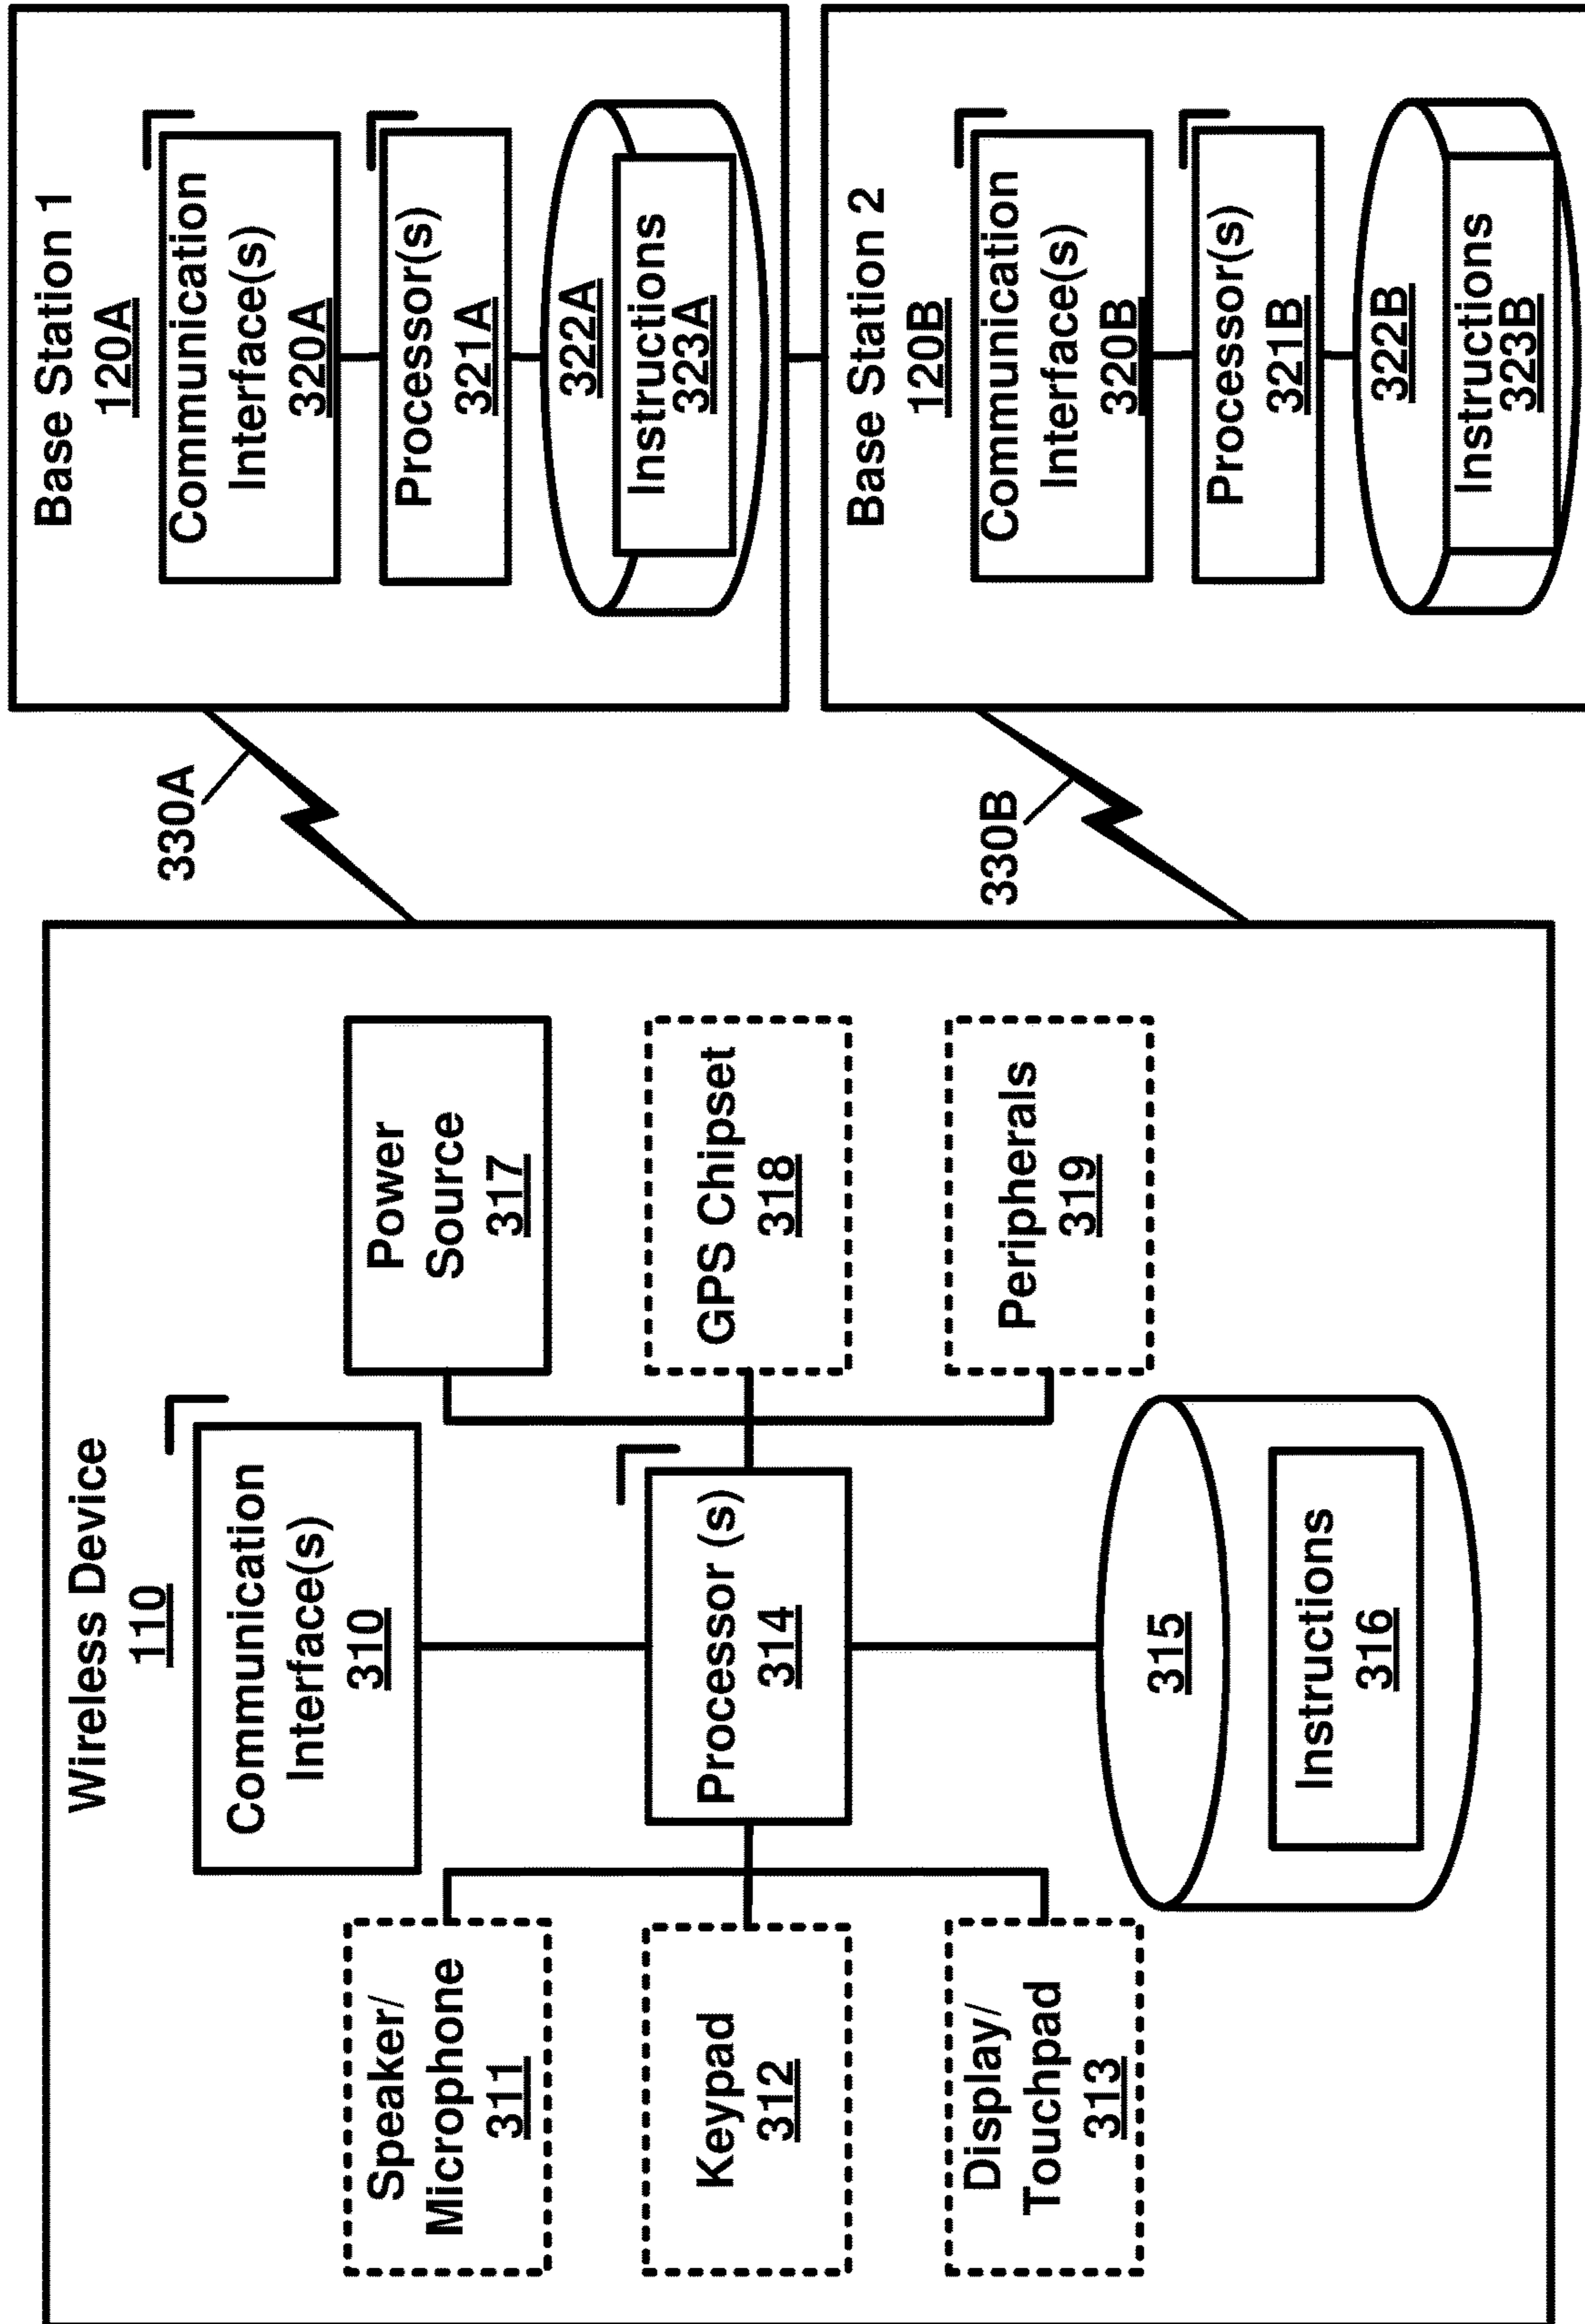 Wireless Device
110
Communication
Interface(s)
310
Speaker/
Microphone
311
Keypad
312
Display/
Touchpad
313
Processor (s)
314
Power
Source
317
GPS Chipset
318
Peripherals
319
315
Instructions
316
330A
330B
Base Station 1
120A
Communication
Interface(s)
320A
Processor(s)
321A
322A
Instructions
323A
Base Station 2
120B
Communication
Interface(s)
320B
Processor(s)
321B
322B
Instructions
323B